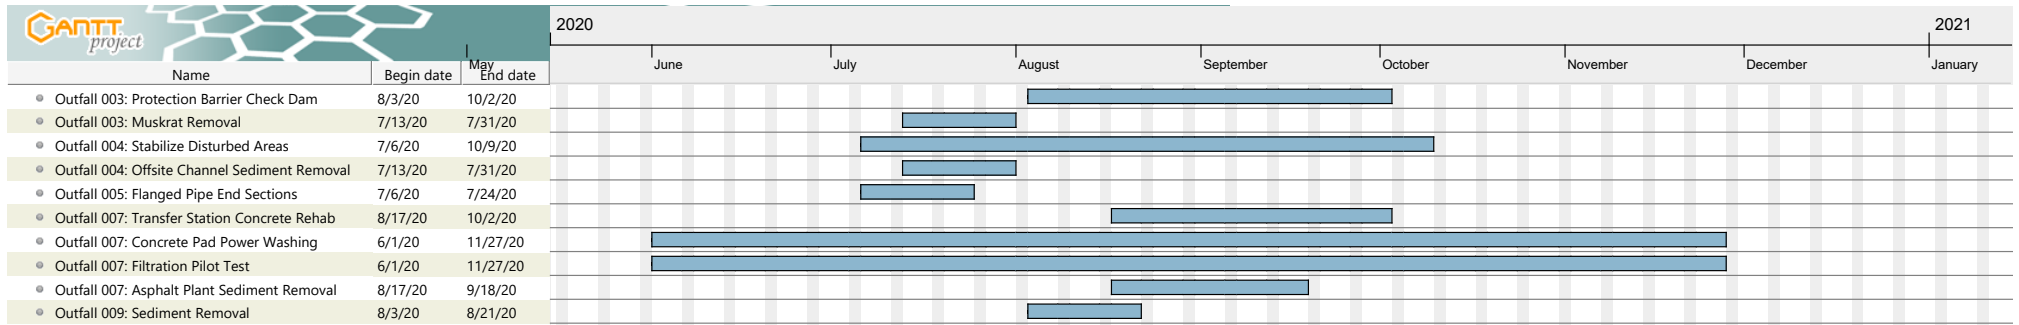 GANTT
project
2020 2021
May June July August September October November December January
Name Begin date End date
Outfall 003: Protection Barrier Check Dam 8/3/20 10/2/20
Outfall 003: Muskrat Removal 7/13/20 7/31/20
Outfall 004: Stabilize Disturbed Areas 7/6/20 10/9/20
Outfall 004: Offsite Channel Sediment Removal 7/13/20 7/31/20
Outfall 005: Flanged Pipe End Sections 7/6/20 7/24/20
Outfall 007: Transfer Station Concrete Rehab 8/17/20 10/2/20
Outfall 007: Concrete Pad Power Washing 6/1/20 11/27/20
Outfall 007: Filtration Pilot Test 6/1/20 11/27/20
Outfall 007: Asphalt Plant Sediment Removal 8/17/20 9/18/20
Outfall 009: Sediment Removal 8/3/20 8/21/20